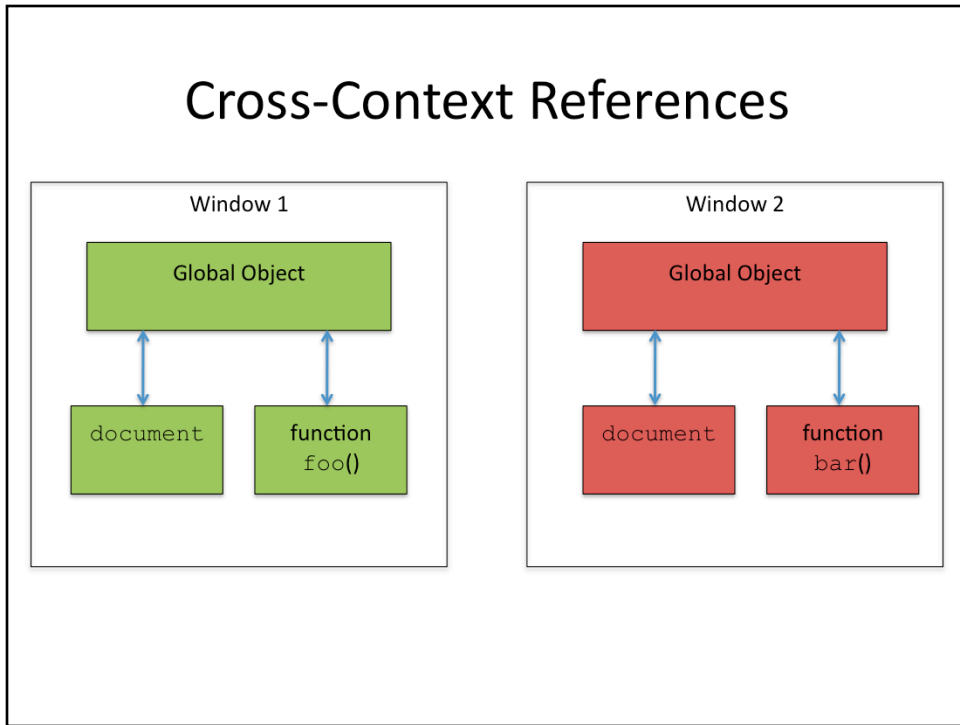 Cross-Context References
Window 1
Global Object
document
function
foo()
Window 2
Global Object
document
function
bar()